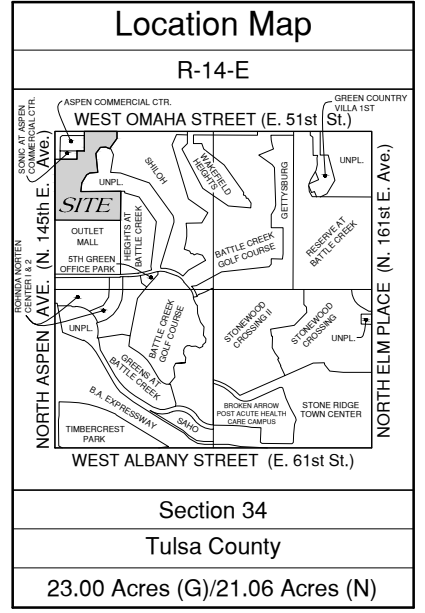 Location Map
R-14-E
SONIC AT ASPEN
COMMERCIAL CTR.
ASPEN COMMERCIAL CTR.
GREEN COUNTRY
VILLA 1ST
WEST OMAHA STREET (E. 51st St.)
NORTH ASPEN AVE. (N. 145th E. Ave.)
NORTH ELM PLACE (N. 161st E. Ave.)
UNPL.
SHILOH
WAKEFIELD
HEIGHTS
GETTYSBURG
UNPL.
SITE
OUTLET
MALL
HEIGHTS AT
BATTLE CREEK
BATTLE CREEK
GOLF COURSE
RESERVE AT
BATTLE CREEK
5TH GREEN
OFFICE PARK
ROHNDA NORTEN
CENTER 1 & 2
UNPL.
BATTLE CREEK
GOLF COURSE
STONEWOOD
CROSSING II
STONEWOOD
CROSSING
UNPL.
GREENS AT
BATTLE CREEK
B.A. EXPRESSWAY
SAHO
BROKEN ARROW
POST ACUTE HEALTH
CARE CAMPUS
STONE RIDGE
TOWN CENTER
TIMBERCREST
PARK
WEST ALBANY STREET (E. 61st St.)
Section 34
Tulsa County
23.00 Acres (G)/21.06 Acres (N)